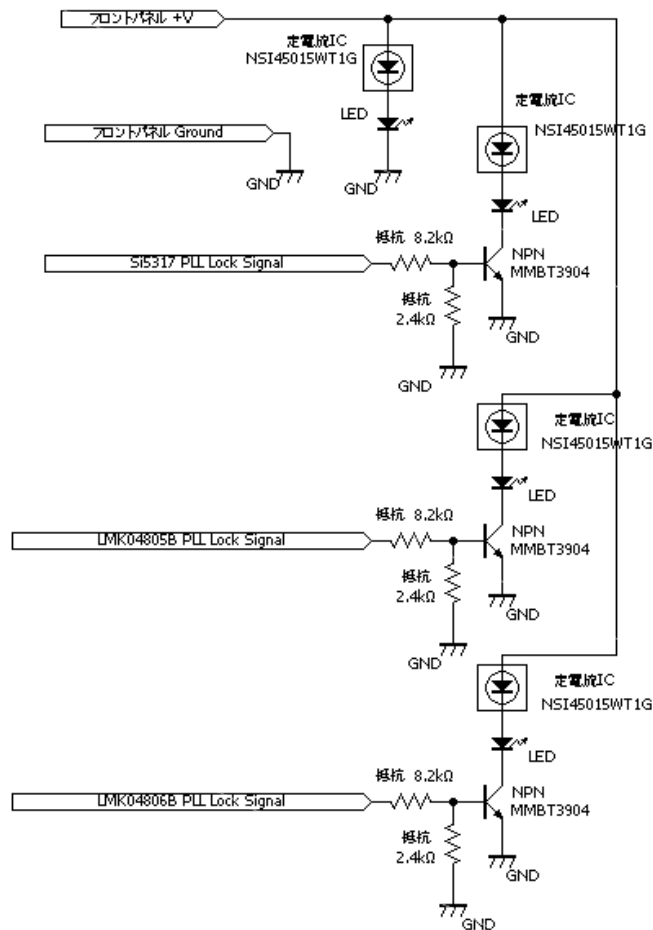 フロントパネル +V
定電流IC
NSI45015WT1G
LED
定電流IC
NSI45015WT1G
フロントパネル Ground
GND
GND
LED
抵抗 8.2kΩ
Si5317 PLL Lock Signal
NPN
MMBT3904
抵抗
2.4kΩ
GND
GND
定電流IC
NSI45015WT1G
LED
抵抗 8.2kΩ
LMK04805B PLL Lock Signal
NPN
MMBT3904
抵抗
2.4kΩ
GND
GND
定電流IC
NSI45015WT1G
LED
抵抗 8.2kΩ
LMK04806B PLL Lock Signal
NPN
MMBT3904
抵抗
2.4kΩ
GND
GND